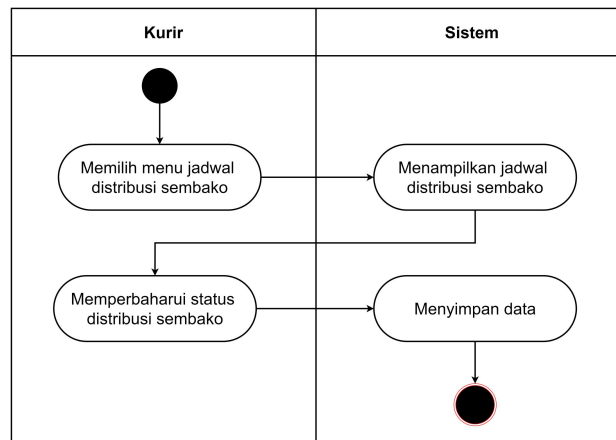 Kurir
Sistem
Memilih menu jadwal
distribusi sembako
Menampilkan jadwal
distribusi sembako
Memperbaharui status
distribusi sembako
Menyimpan data